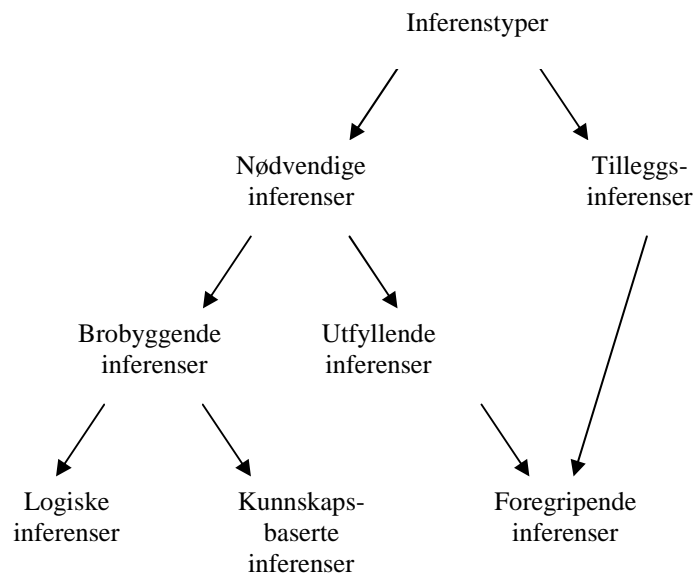 Inferenstyper
Nødvendige
inferenser
Tilleggs-
inferenser
Brobyggende
inferenser
Utfyllende
inferenser
Logiske
inferenser
Kunnskaps-
baserte
inferenser
Foregripende
inferenser